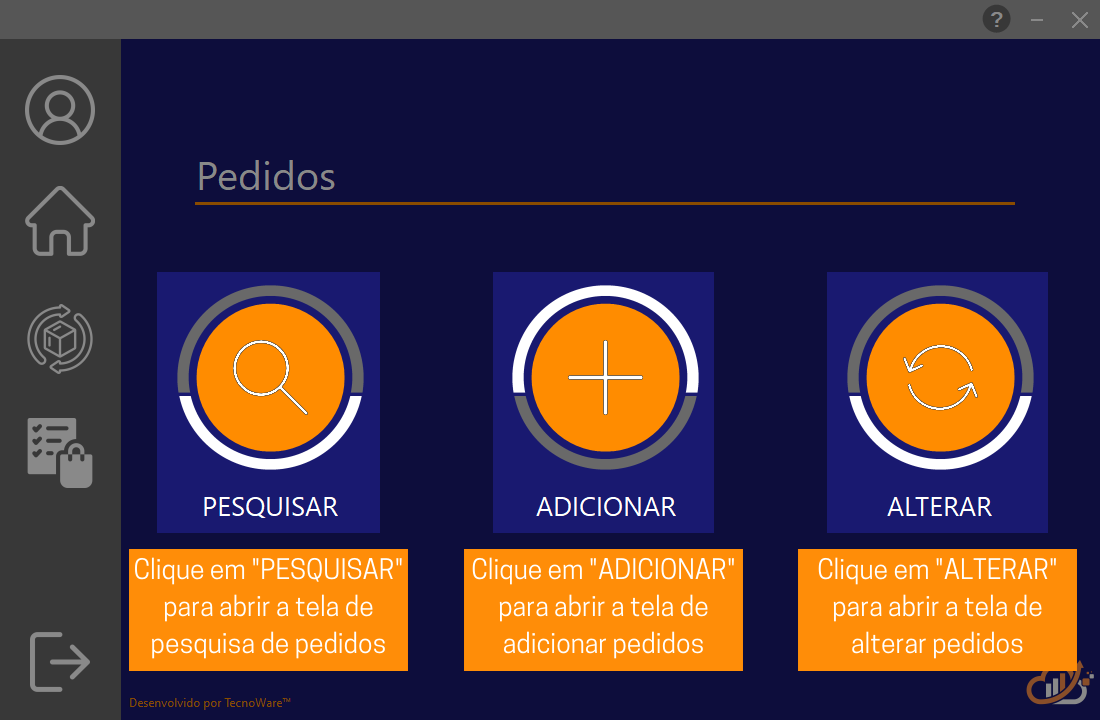 ?
Pedidos
PESQUISAR
ADICIONAR
ALTERAR
Clique em "PESQUISAR"
para abrir a tela de
pesquisa de pedidos
Clique em "ADICIONAR"
para abrir a tela de
adicionar pedidos
Clique em "ALTERAR"
para abrir a tela de
alterar pedidos
Desenvolvido por TecnoWare™